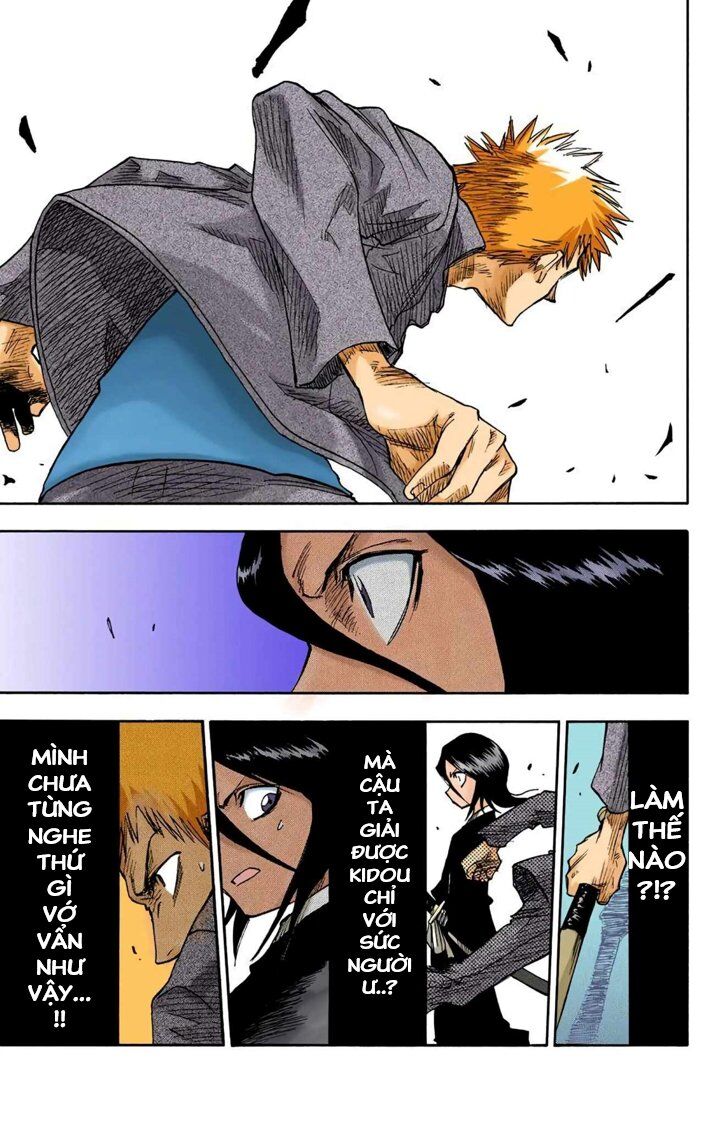 LÀM
THẾ
NÀO
?!?
MÀ
CẬU
TA
GIẢI
ĐƯỢC
KIDOU
CHỈ
VỚI
SỨC
NGƯỜI
Ư..?
MÌNH
CHƯA
TỪNG
NGHE
THỨ
GÌ
VỚ
VẨN
NHƯ
VẬY...
!!